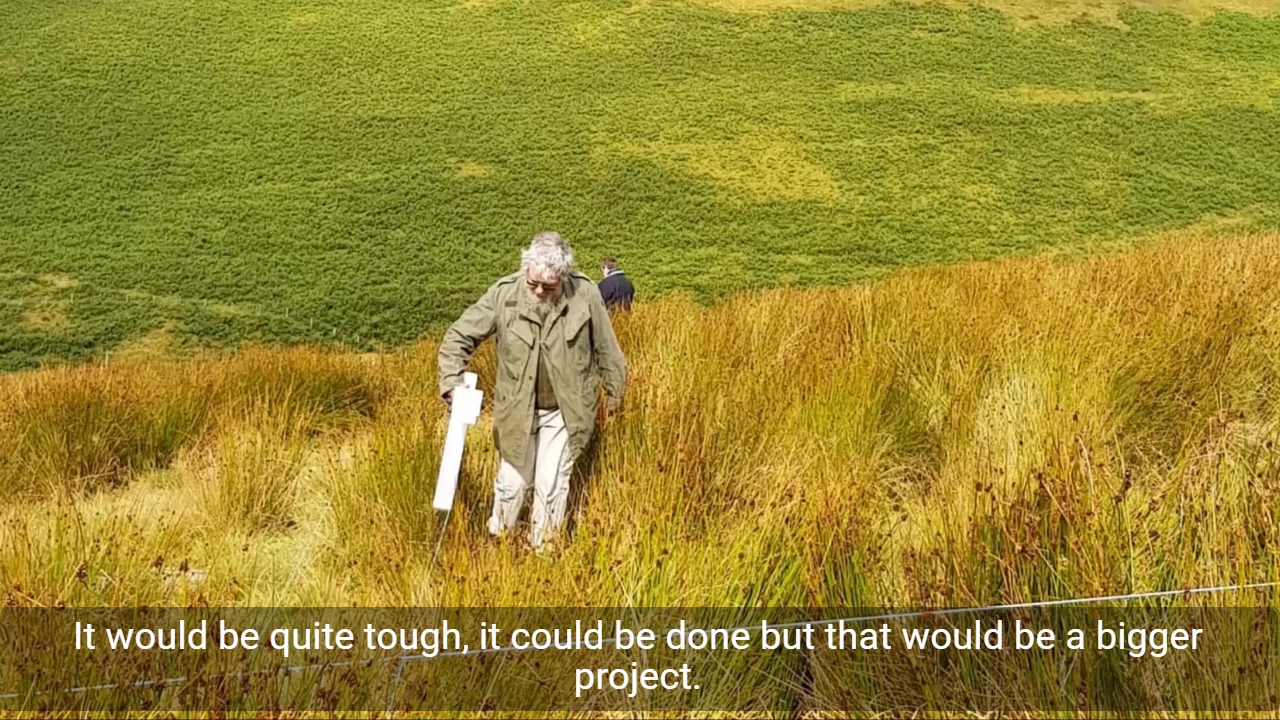 It would be quite tough, it could be done but that would be a bigger
project.